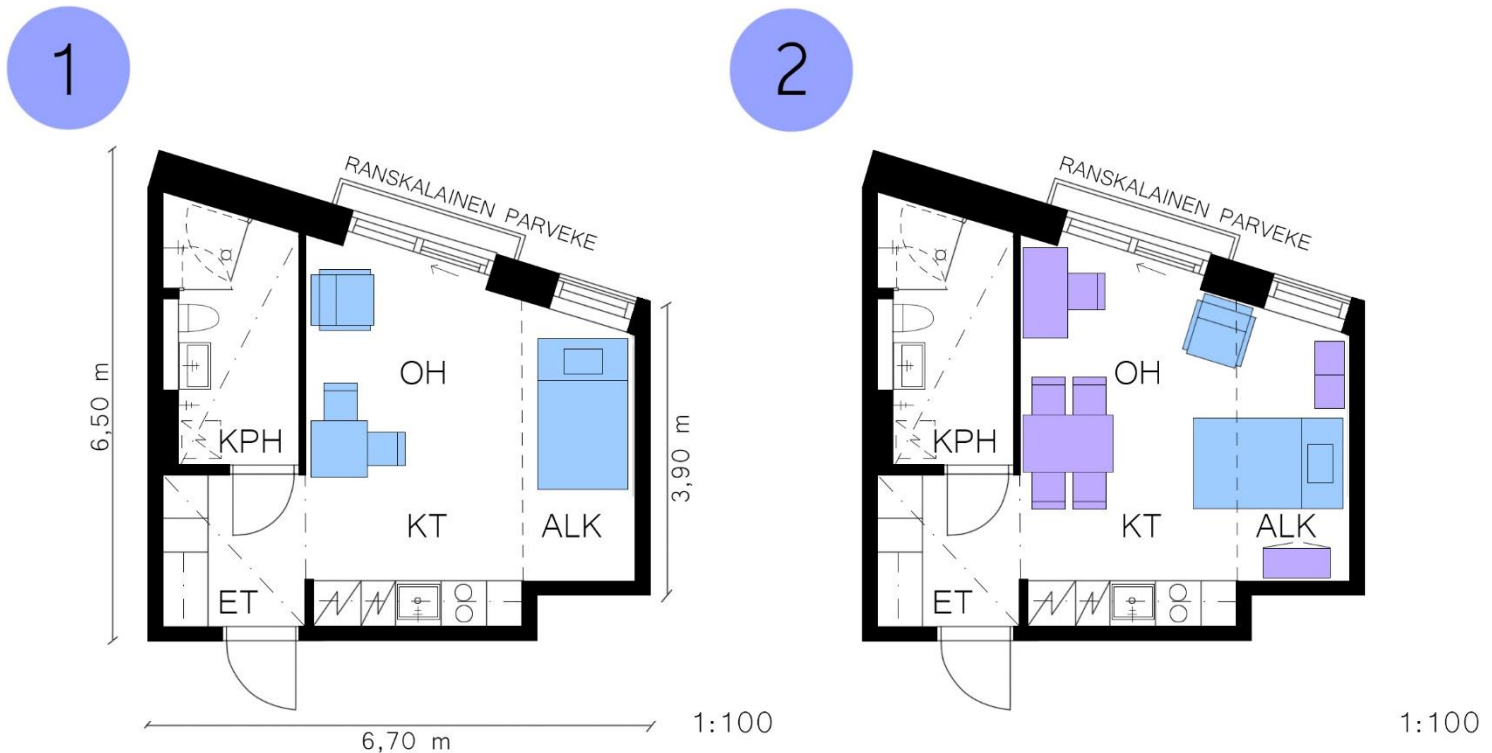 1
RANSKALAINEN PARVEKE
OH
KPH
KT
ALK
ET
6,50 m
3,90 m
6,70 m
1:100
2
RANSKALAINEN PARVEKE
OH
KPH
KT
ALK
ET
1:100